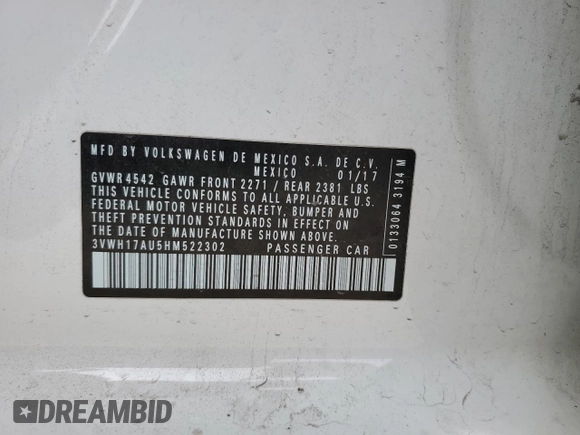 MFD BY VOLKSWAGEN DE MEXICO S.A. DE C.V.
MEXICO 01/17
GVWR 4542 GAWR FRONT 2271 / REAR 2381 LBS
THIS VEHICLE CONFORMS TO ALL APPLICABLE U.S.
FEDERAL MOTOR VEHICLE SAFETY, BUMPER AND
THEFT PREVENTION STANDARDS IN EFFECT ON
THE DATE OF MANUFACTURE SHOWN ABOVE.
3VWH17AU5HM522302 PASSENGER CAR
0133064 3194 M
DREAMBID